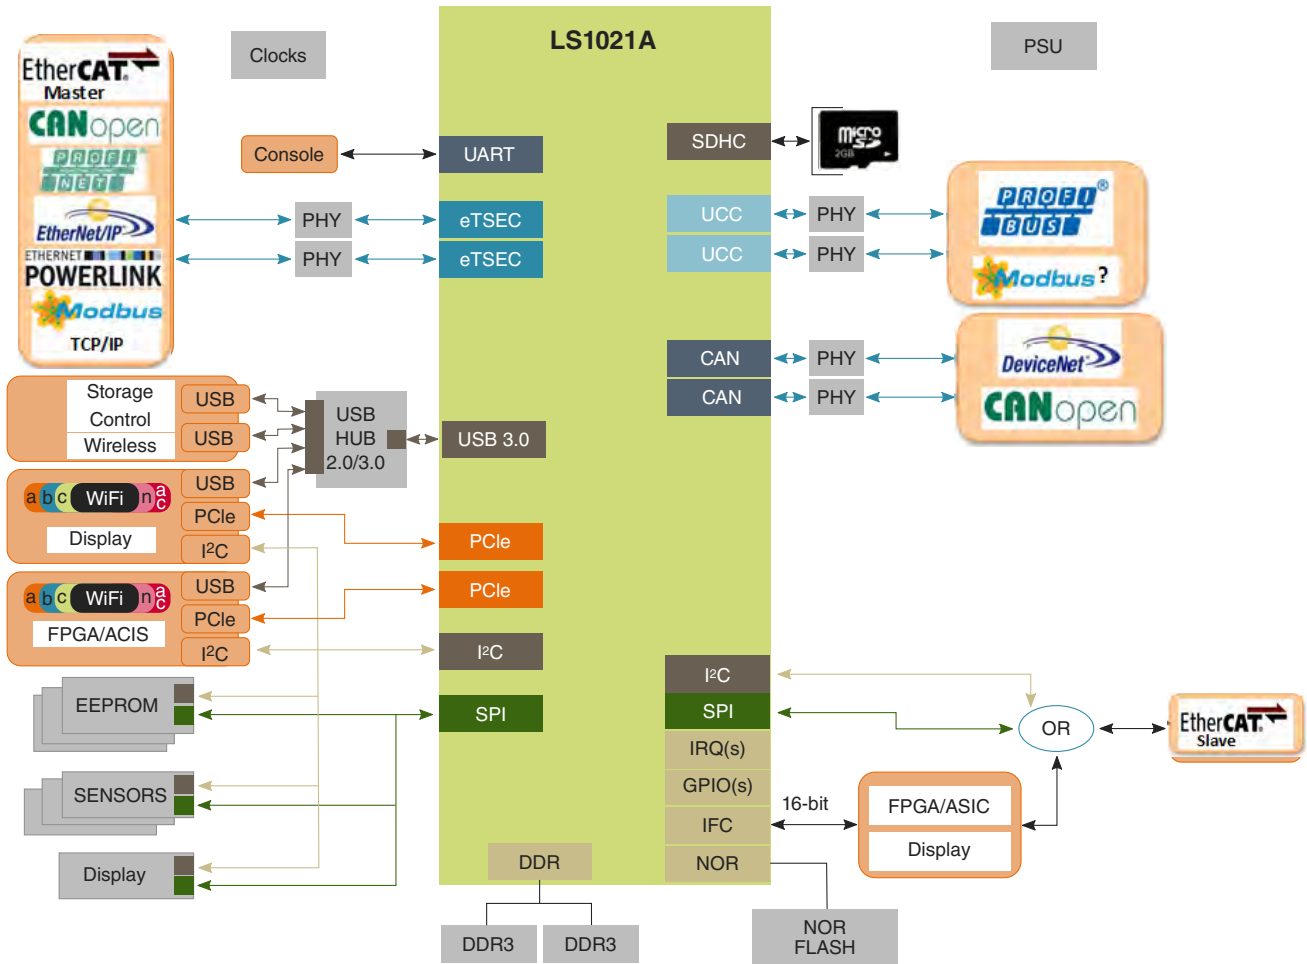 LS1021A
Clocks
PSU
EtherCAT®
Master
CANopen
PROFI
NET®
EtherNet/IP
ETHERNET
POWERLINK
Modbus
TCP/IP
Console
UART
PHY
eTSEC
PHY
eTSEC
SDHC
micro
SD
2GB
UCC
PHY
UCC
PHY
PROFI®
BUS
Modbus ?
CAN
PHY
CAN
PHY
DeviceNet
CANopen
Storage
Control
Wireless
USB
USB
USB
HUB
2.0/3.0
USB 3.0
a b c WiFi n ac
Display
USB
PCIe
I²C
a b c WiFi n ac
FPGA/ACIS
USB
PCIe
I²C
PCIe
PCIe
I²C
SPI
EEPROM
SENSORS
Display
I²C
SPI
IRQ(s)
GPIO(s)
IFC
NOR
OR
EtherCAT®
Slave
16-bit
FPGA/ASIC
Display
DDR
DDR3
DDR3
NOR
FLASH